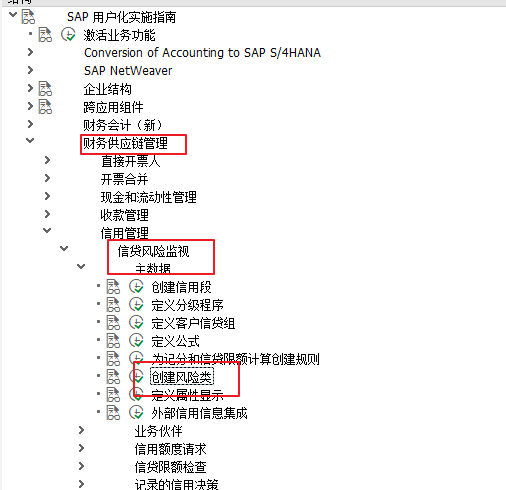 SAP 用户化实施指南
激活业务功能
Conversion of Accounting to SAP S/4HANA
SAP NetWeaver
企业结构
跨应用组件
财务会计（新）
财务供应链管理
直接开票人
开票合并
现金和流动性管理
收款管理
信用管理
信贷风险监视
主数据
创建信用段
定义分级程序
定义客户信贷组
定义公式
为记分和信贷限额计算创建规则
创建风险类
定义属性显示
外部信用信息集成
业务伙伴
信用额度请求
信贷限额检查
记录的信用决策